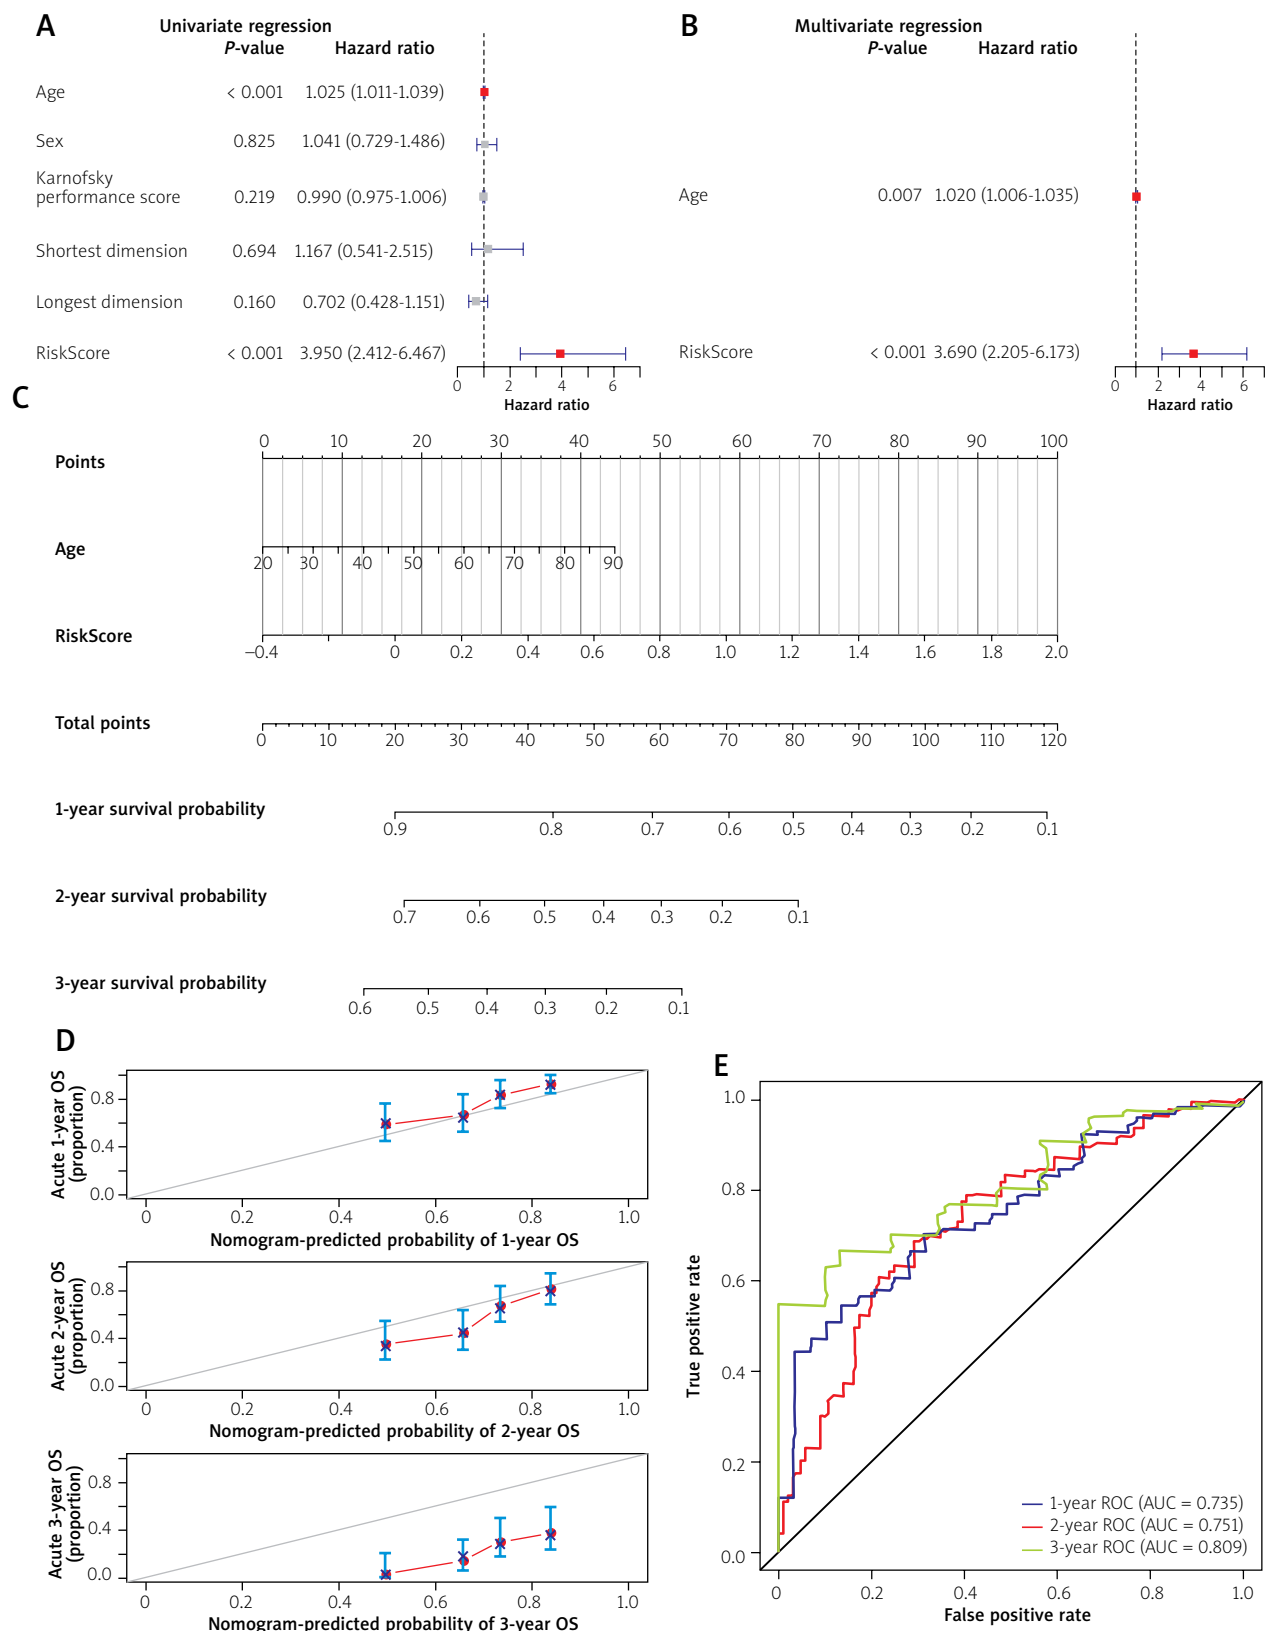 A
Univariate regression
P-value Hazard ratio
Age < 0.001 1.025 (1.011-1.039)
Sex 0.825 1.041 (0.729-1.486)
Karnofsky
performance score 0.219 0.990 (0.975-1.006)
Shortest dimension 0.694 1.167 (0.541-2.515)
Longest dimension 0.160 0.702 (0.428-1.151)
RiskScore < 0.001 3.950 (2.412-6.467)
0 2 4 6
Hazard ratio
B
Multivariate regression
P-value Hazard ratio
Age 0.007 1.020 (1.006-1.035)
RiskScore < 0.001 3.690 (2.205-6.173)
0 2 4 6
Hazard ratio
C
0 10 20 30 40 50 60 70 80 90 100
Points
Age
20 30 40 50 60 70 80 90
RiskScore
−0.4 0 0.2 0.4 0.6 0.8 1.0 1.2 1.4 1.6 1.8 2.0
Total points
0 10 20 30 40 50 60 70 80 90 100 110 120
1-year survival probability
0.9 0.8 0.7 0.6 0.5 0.4 0.3 0.2 0.1
2-year survival probability
0.7 0.6 0.5 0.4 0.3 0.2 0.1
3-year survival probability
0.6 0.5 0.4 0.3 0.2 0.1
D
Acute 1-year OS
(proportion)
0.8
0.4
0.0
0 0.2 0.4 0.6 0.8 1.0
Nomogram-predicted probability of 1-year OS
Acute 2-year OS
(proportion)
0.8
0.4
0.0
0 0.2 0.4 0.6 0.8 1.0
Nomogram-predicted probability of 2-year OS
Acute 3-year OS
(proportion)
0.8
0.4
0.0
0 0.2 0.4 0.6 0.8 1.0
Nomogram-predicted probability of 3-year OS
E
True positive rate
1.0
0.8
0.6
0.4
0.2
0.0
1-year ROC (AUC = 0.735)
2-year ROC (AUC = 0.751)
3-year ROC (AUC = 0.809)
0 0.2 0.4 0.6 0.8 1.0
False positive rate